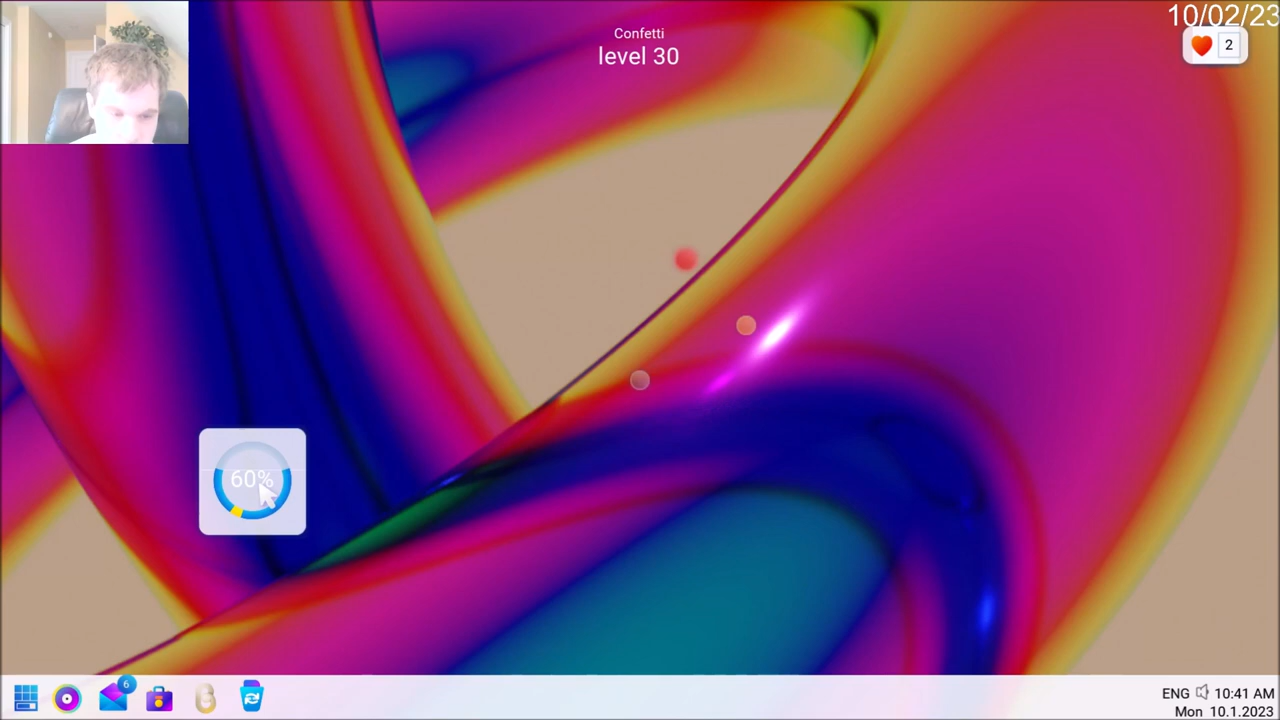 10/02/23
Confetti
level 30
2
60%
6
ENG 10:41 AM
Mon 10.1.2023